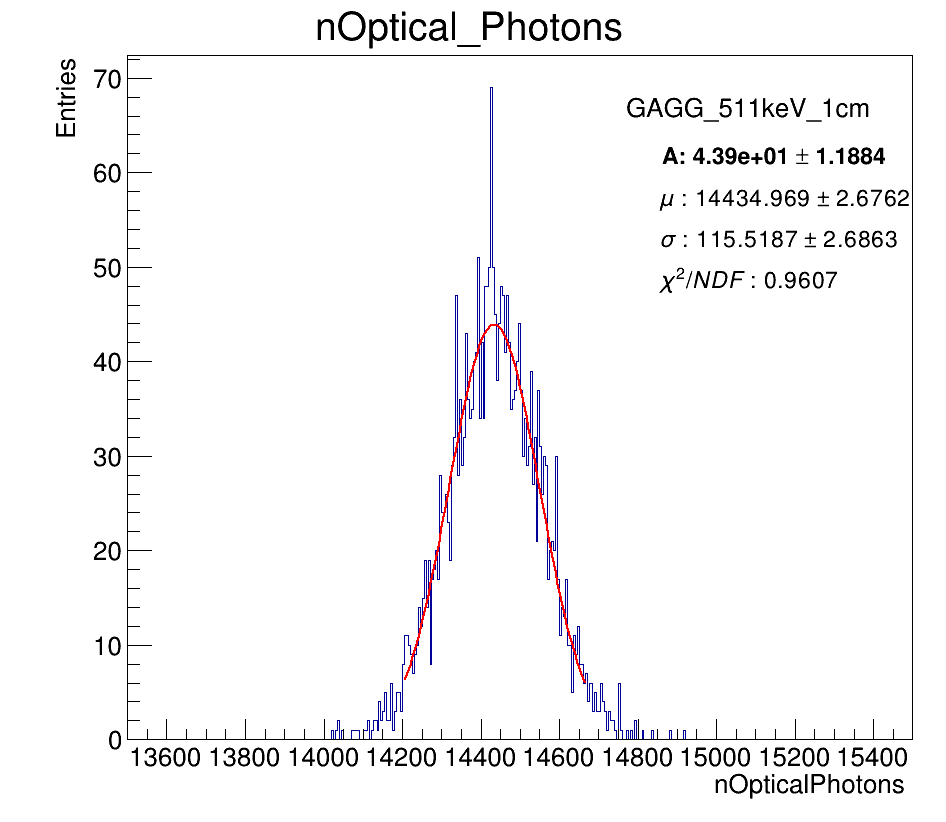 nOptical_Photons
Entries
GAGG_511keV_1cm
A: 4.39e+01 ± 1.1884
μ : 14434.969 ± 2.6762
σ : 115.5187 ± 2.6863
χ²/NDF : 0.9607
70
60
50
40
30
20
10
0
13600 13800 14000 14200 14400 14600 14800 15000 15200 15400
nOpticalPhotons